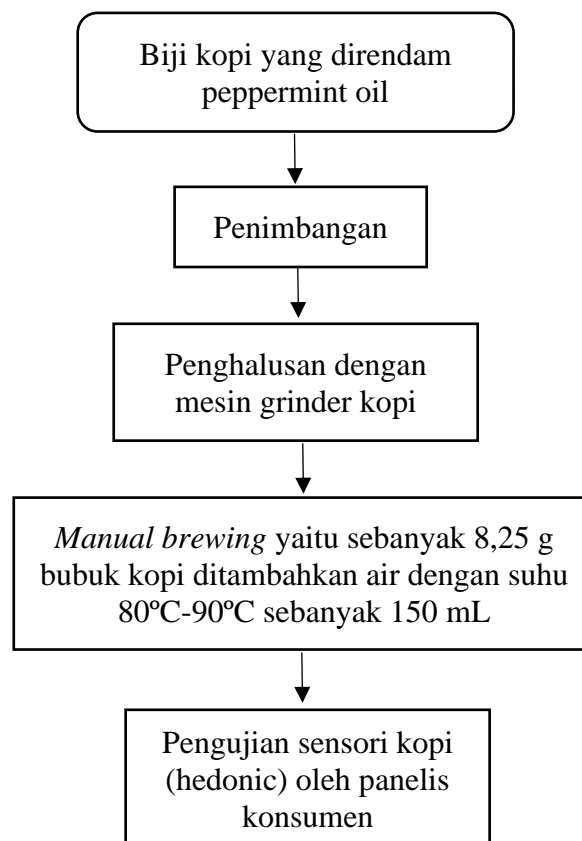 Biji kopi yang direndam
peppermint oil
Penimbangan
Penghalusan dengan
mesin grinder kopi
Manual brewing yaitu sebanyak 8,25 g
bubuk kopi ditambahkan air dengan suhu
80ºC-90ºC sebanyak 150 mL
Pengujian sensori kopi
(hedonic) oleh panelis
konsumen